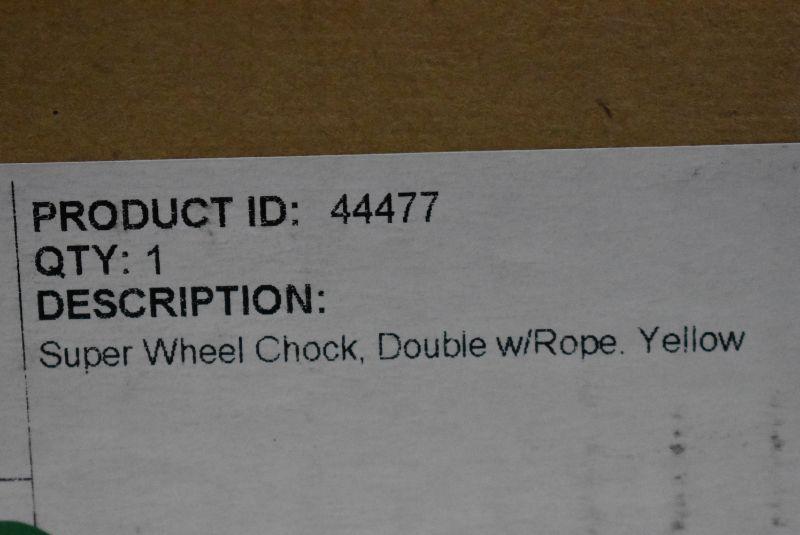 PRODUCT ID: 44477
QTY: 1
DESCRIPTION:
Super Wheel Chock, Double w/Rope. Yellow